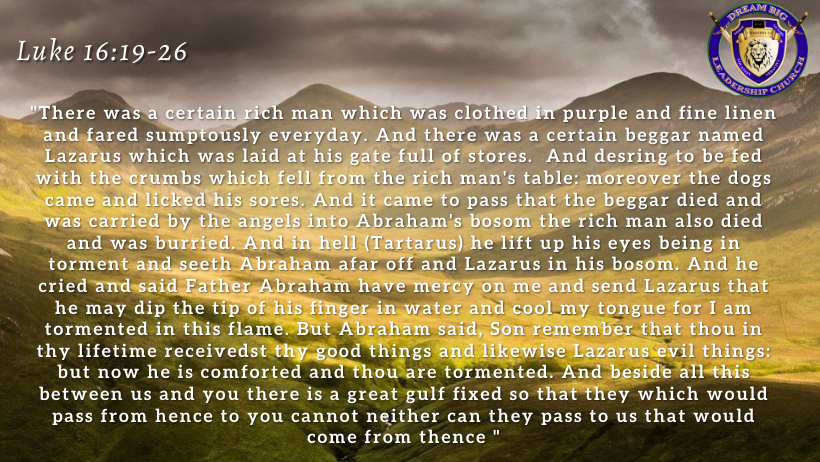 Luke 16:19-26
DREAM BIG
LEADERSHIP CHURCH
"There was a certain rich man which was clothed in purple and fine linen
and fared sumptously everyday. And there was a certain beggar named
Lazarus which was laid at his gate full of stores.  And desring to be fed
with the crumbs which fell from the rich man's table: moreover the dogs
came and licked his sores. And it came to pass that the beggar died and
was carried by the angels into Abraham's bosom the rich man also died
and was burried. And in hell (Tartarus) he lift up his eyes being in
torment and seeth Abraham afar off and Lazarus in his bosom. And he
cried and said Father Abraham have mercy on me and send Lazarus that
he may dip the tip of his finger in water and cool my tongue for I am
tormented in this flame. But Abraham said, Son remember that thou in
thy lifetime receivedst thy good things and likewise Lazarus evil things:
but now he is comforted and thou are tormented. And beside all this
between us and you there is a great gulf fixed so that they which would
pass from hence to you cannot neither can they pass to us that would
come from thence "